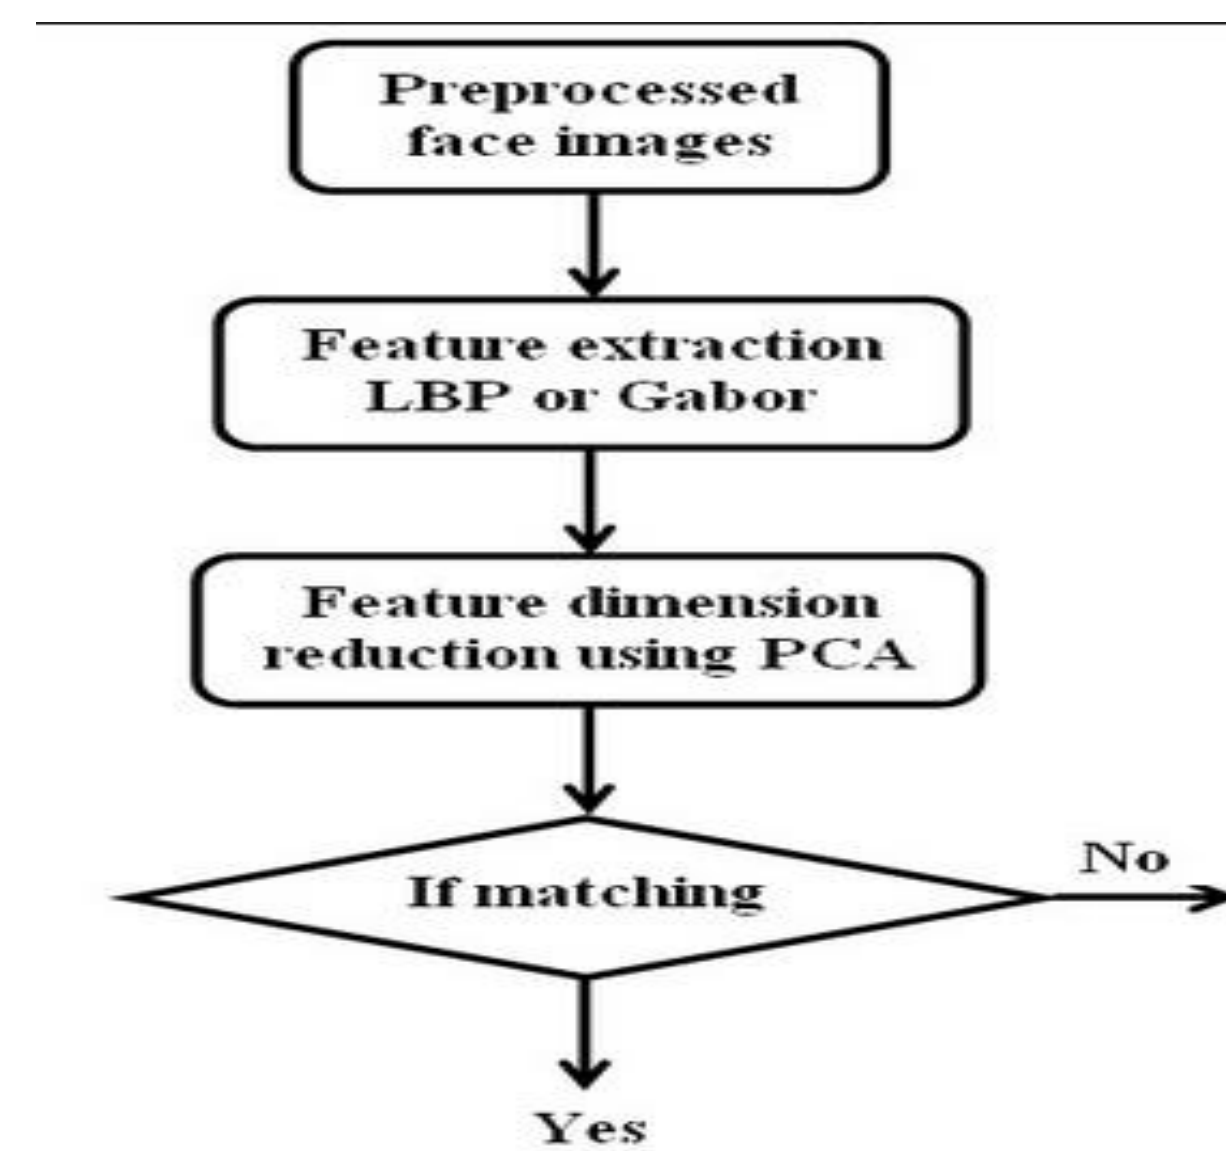 Preprocessed
face images
Feature extraction
LBP or Gabor
Feature dimension
reduction using PCA
If matching
No
Yes